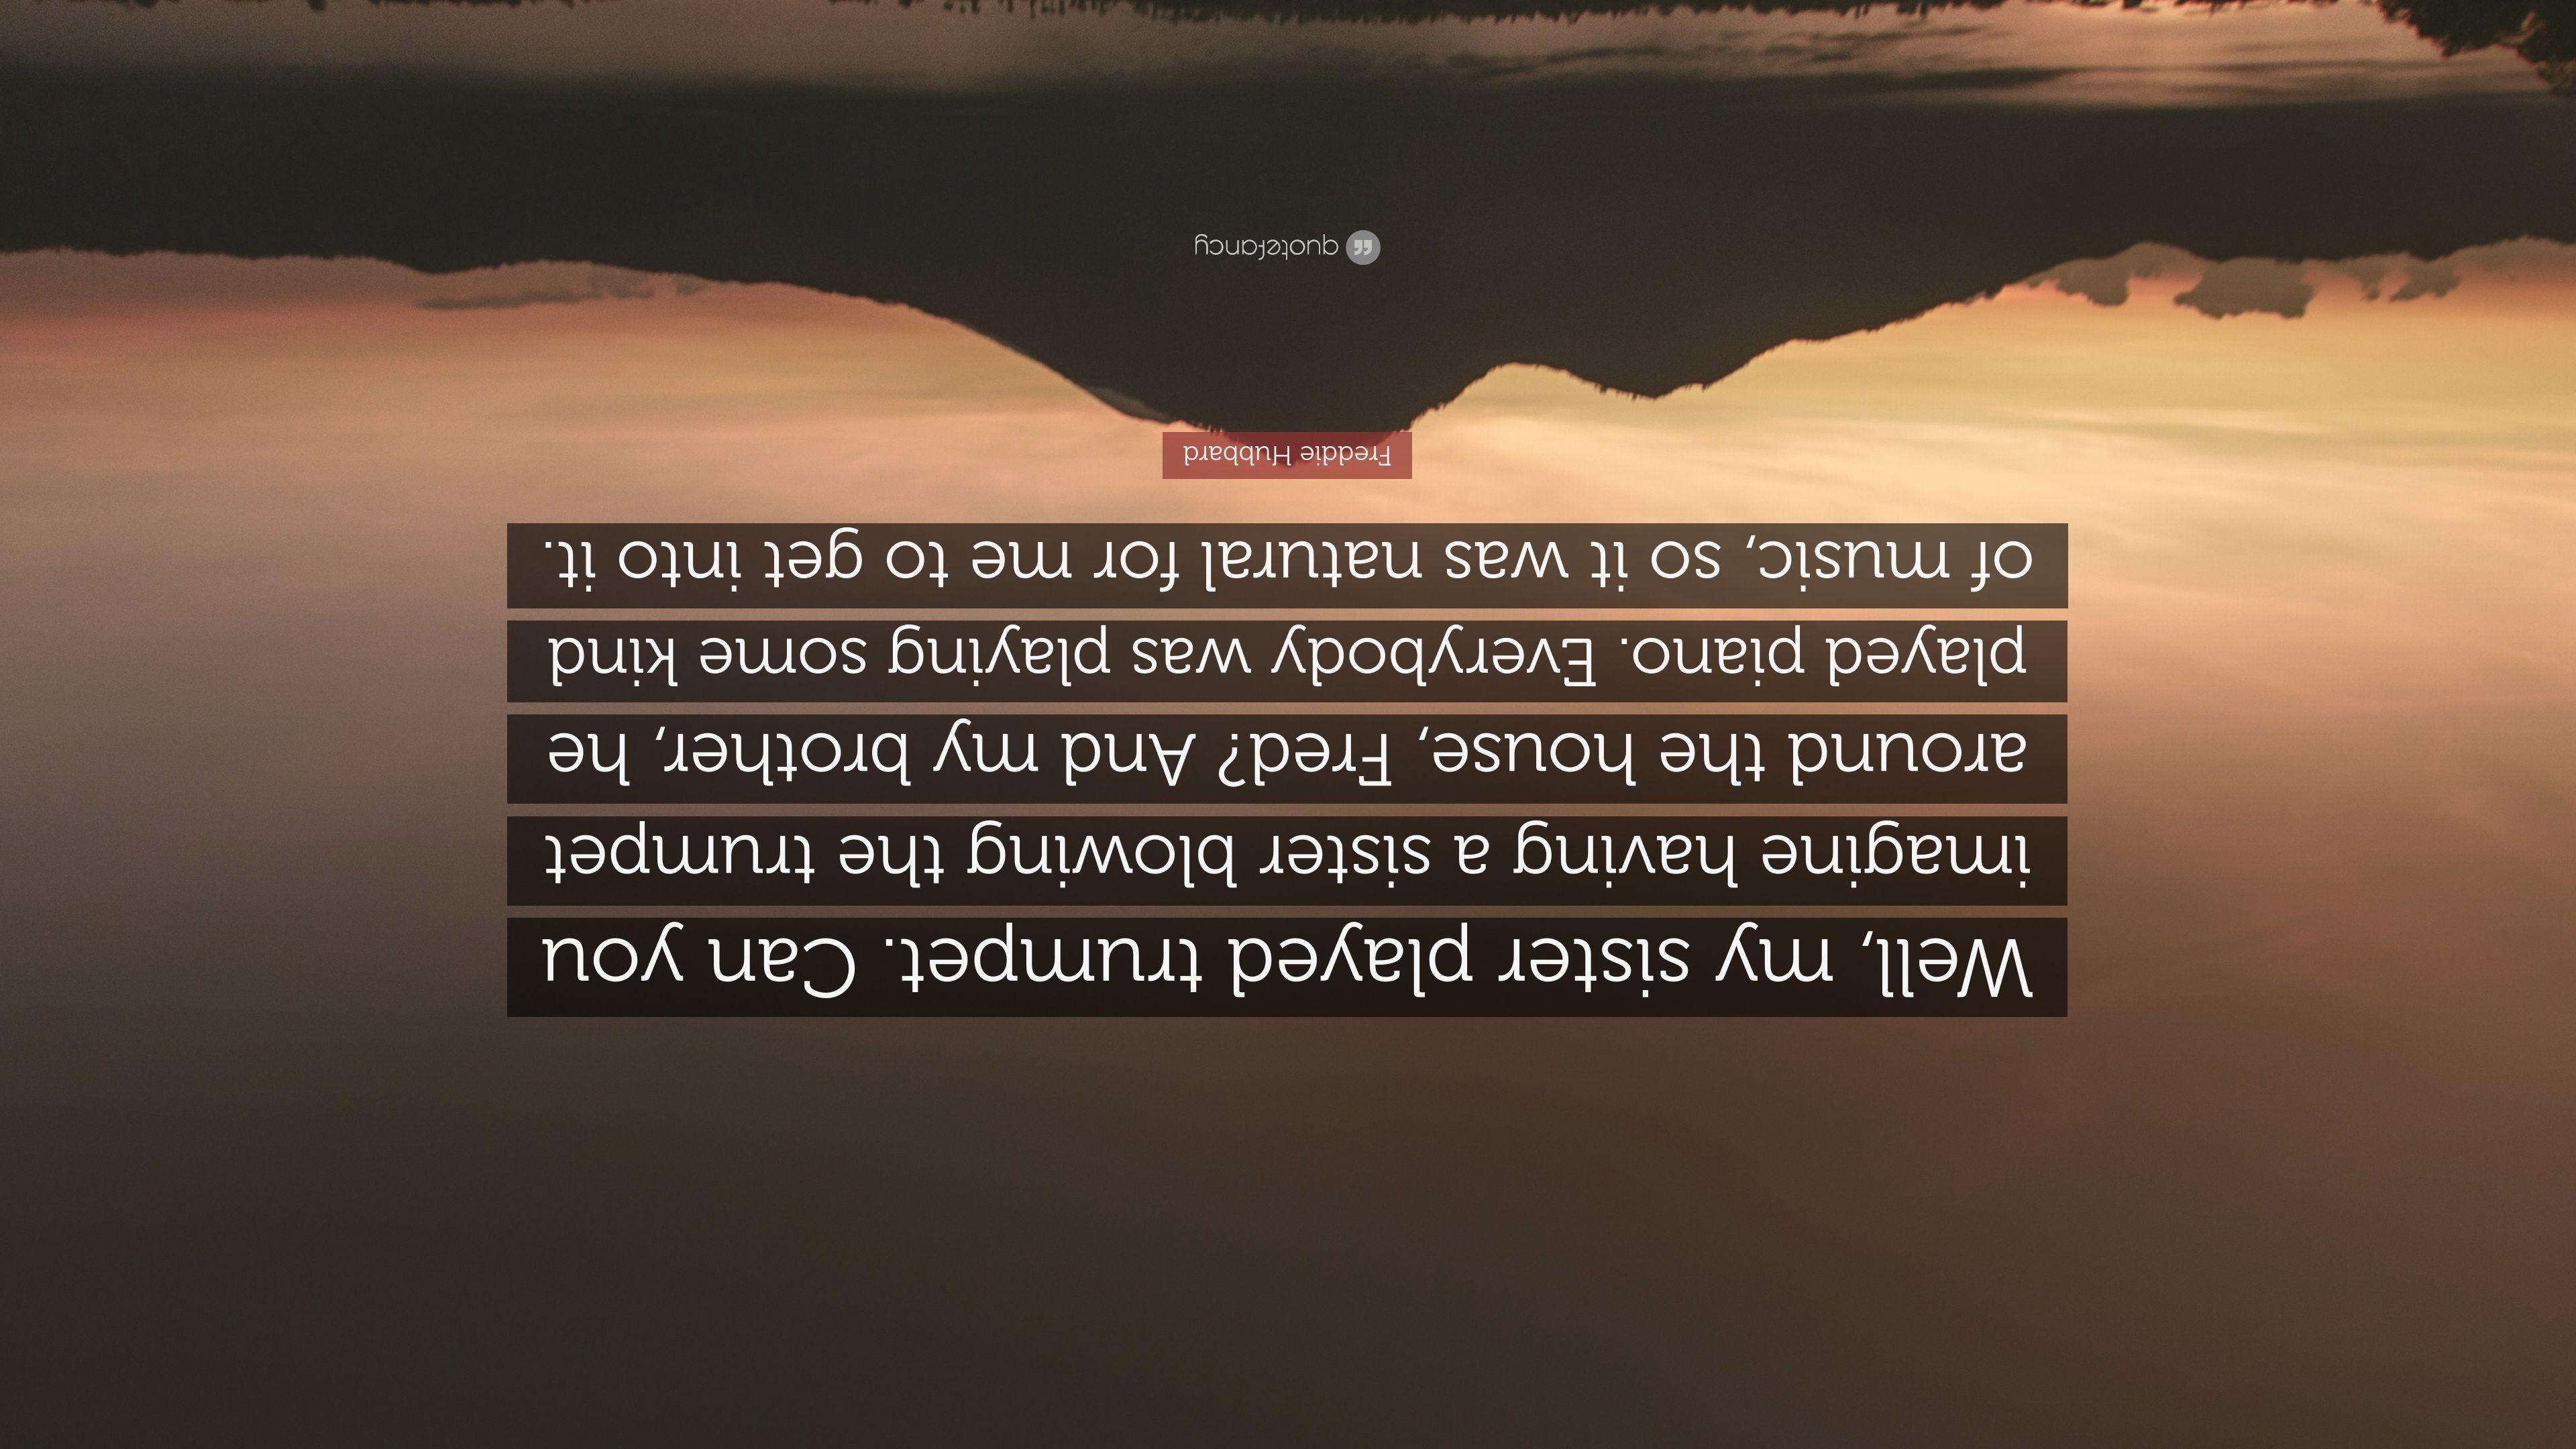 Well, my sister played trumpet. Can you
imagine having a sister blowing the trumpet
around the house, Fred? And my brother, he
played piano. Everybody was playing some kind
of music, so it was natural for me to get into it.
Freddie Hubbard
quotefancy